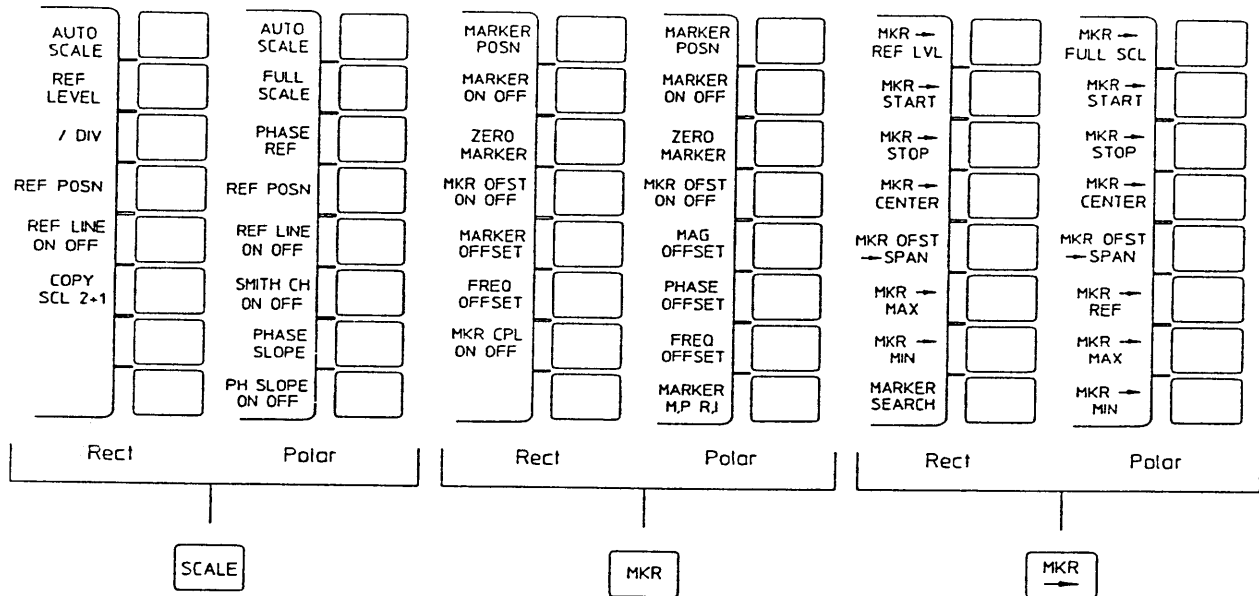 AUTO
SCALE
REF
LEVEL
/ DIV
REF POSN
REF LINE
ON OFF
COPY
SCL 2→1
AUTO
SCALE
FULL
SCALE
PHASE
REF
REF POSN
REF LINE
ON OFF
SMITH CH
ON OFF
PHASE
SLOPE
PH SLOPE
ON OFF
Rect
Polar
SCALE
MARKER
POSN
MARKER
ON OFF
ZERO
MARKER
MKR OFST
ON OFF
MARKER
OFFSET
FREQ
OFFSET
MKR CPL
ON OFF
MARKER
POSN
MARKER
ON OFF
ZERO
MARKER
MKR OFST
ON OFF
MAG
OFFSET
PHASE
OFFSET
FREQ
OFFSET
MARKER
M,P R,I
Rect
Polar
MKR
MKR →
REF LVL
MKR →
START
MKR →
STOP
MKR →
CENTER
MKR OFST
→ SPAN
MKR →
MAX
MKR →
MIN
MARKER
SEARCH
MKR →
FULL SCL
MKR →
START
MKR →
STOP
MKR →
CENTER
MKR OFST
→ SPAN
MKR →
REF
MKR →
MAX
MKR →
MIN
Rect
Polar
MKR
→